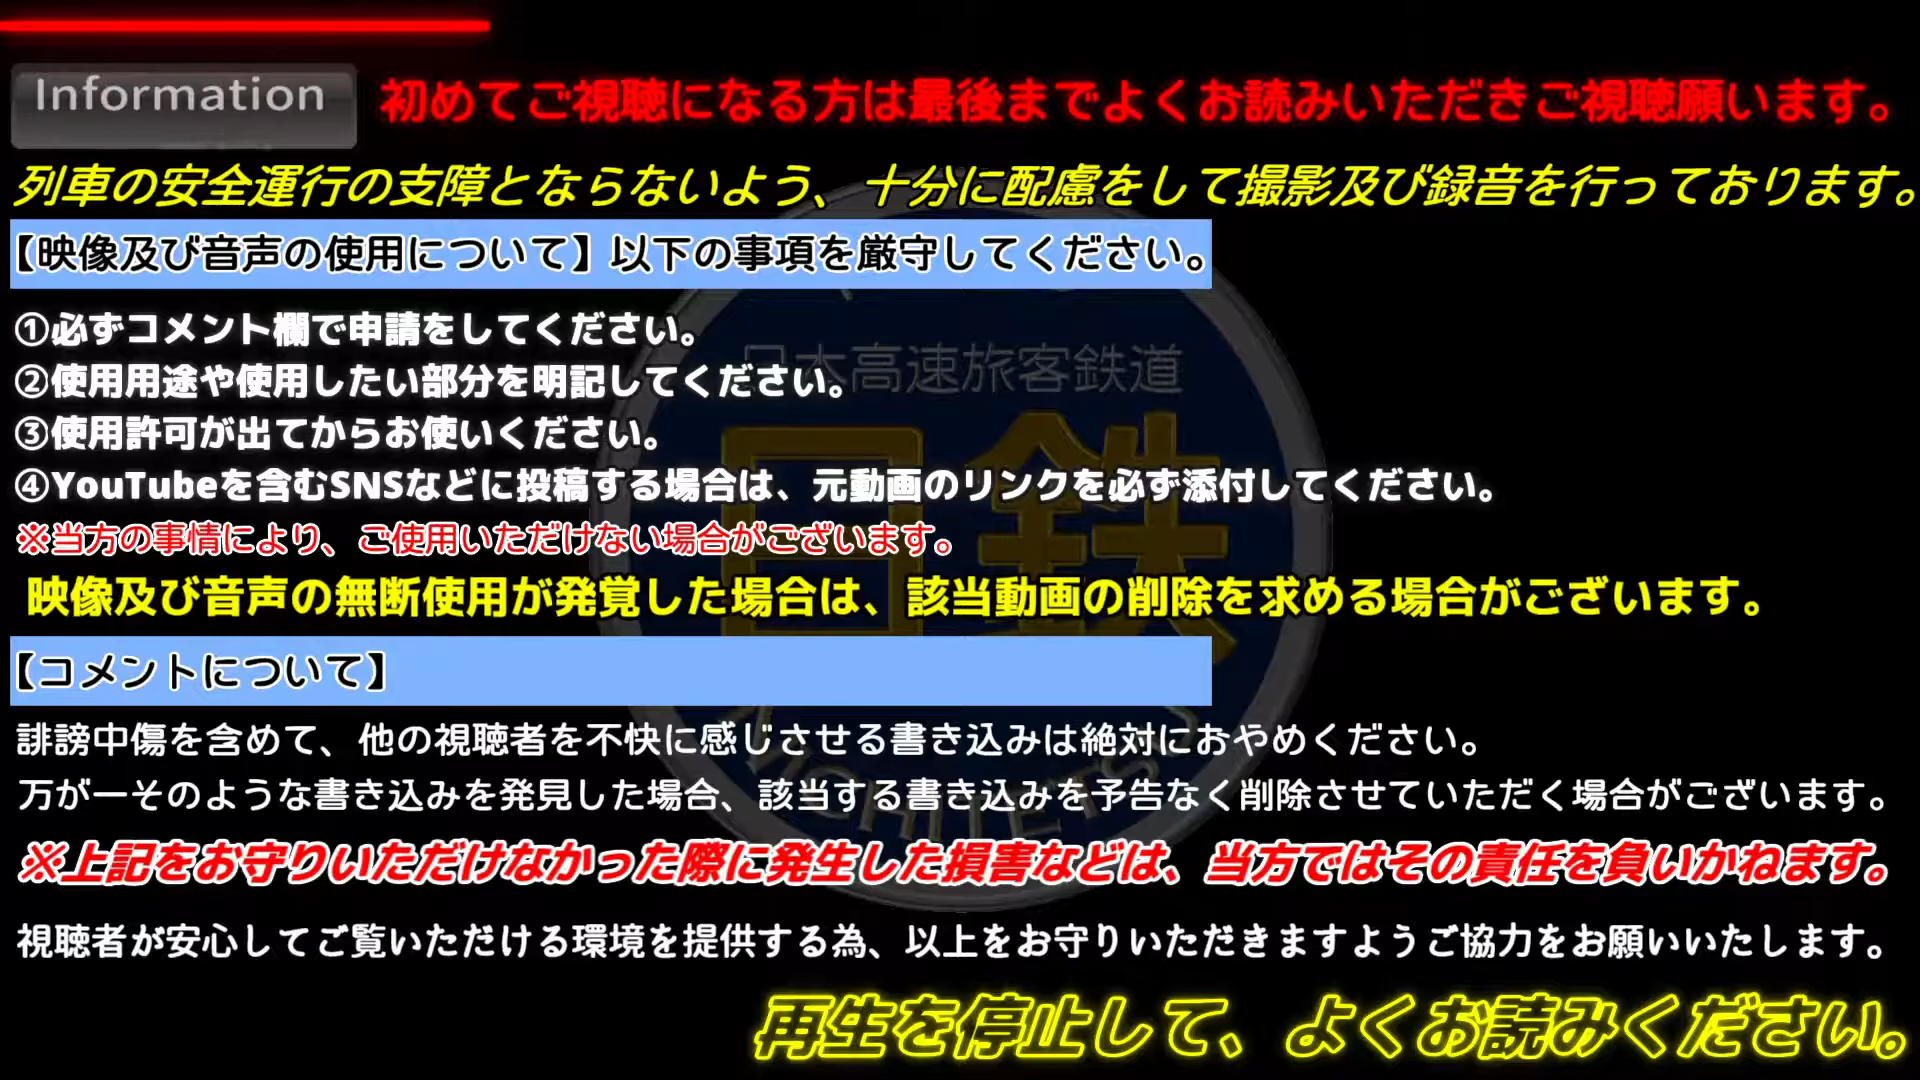 Information
初めてご視聴になる方は最後までよくお読みいただきご視聴願います。
列車の安全運行の支障とならないよう、十分に配慮をして撮影及び録音を行っております。
【映像及び音声の使用について】以下の事項を厳守してください。
①必ずコメント欄で申請をしてください。
日本高速旅客鉄道
②使用用途や使用したい部分を明記してください。
③使用許可が出てからお使いください。
日鉄
④YouTubeを含むSNSなどに投稿する場合は、元動画のリンクを必ず添付してください。
※当方の事情により、ご使用いただけない場合がございます。
映像及び音声の無断使用が発覚した場合は、該当動画の削除を求める場合がございます。
【コメントについて】
誹謗中傷を含めて、他の視聴者を不快に感じさせる書き込みは絶対におやめください。
NICHITETSU
万が一そのような書き込みを発見した場合、該当する書き込みを予告なく削除させていただく場合がございます。
※上記をお守りいただけなかった際に発生した損害などは、当方ではその責任を負いかねます。
視聴者が安心してご覧いただける環境を提供する為、以上をお守りいただきますようご協力をお願いいたします。
再生を停止して、よくお読みください。